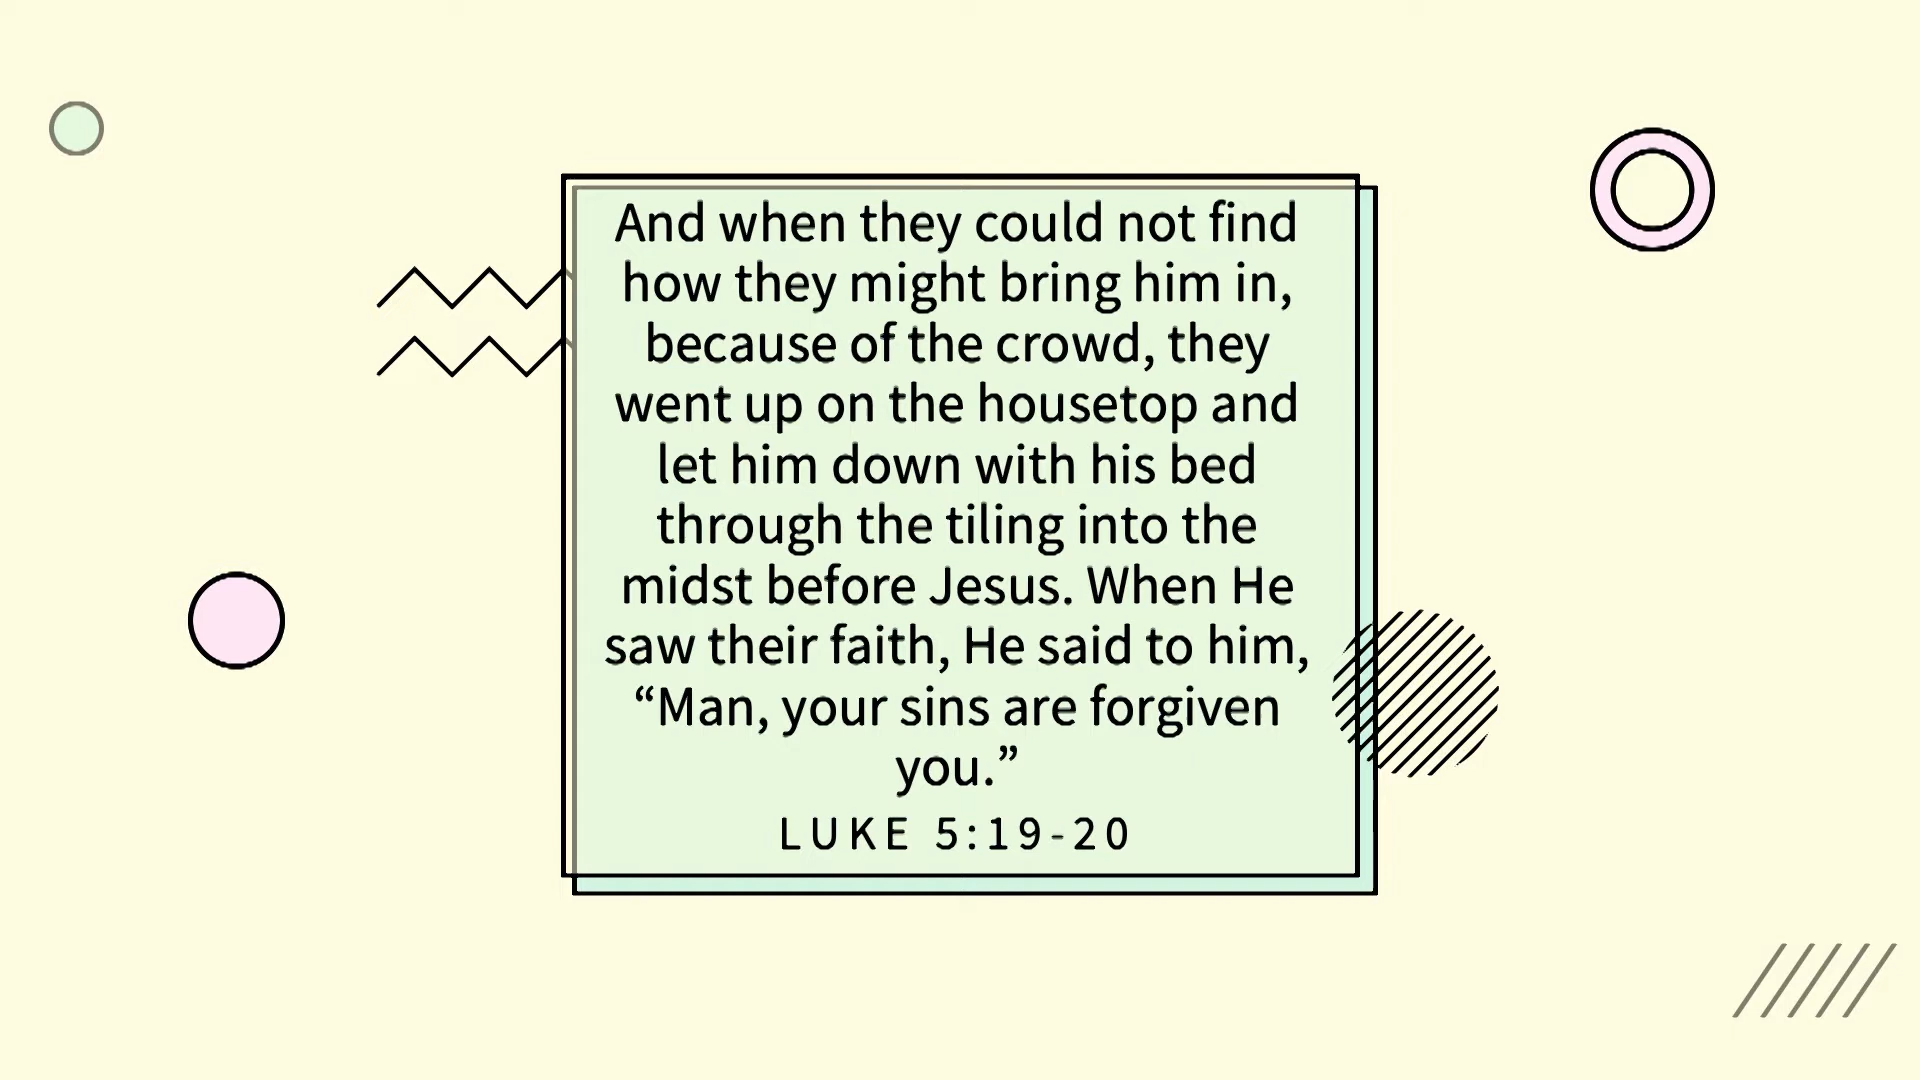 And when they could not find
how they might bring him in,
because of the crowd, they
went up on the housetop and
let him down with his bed
through the tiling into the
midst before Jesus. When He
saw their faith, He said to him,
“Man, your sins are forgiven
you.”
LUKE 5:19-20